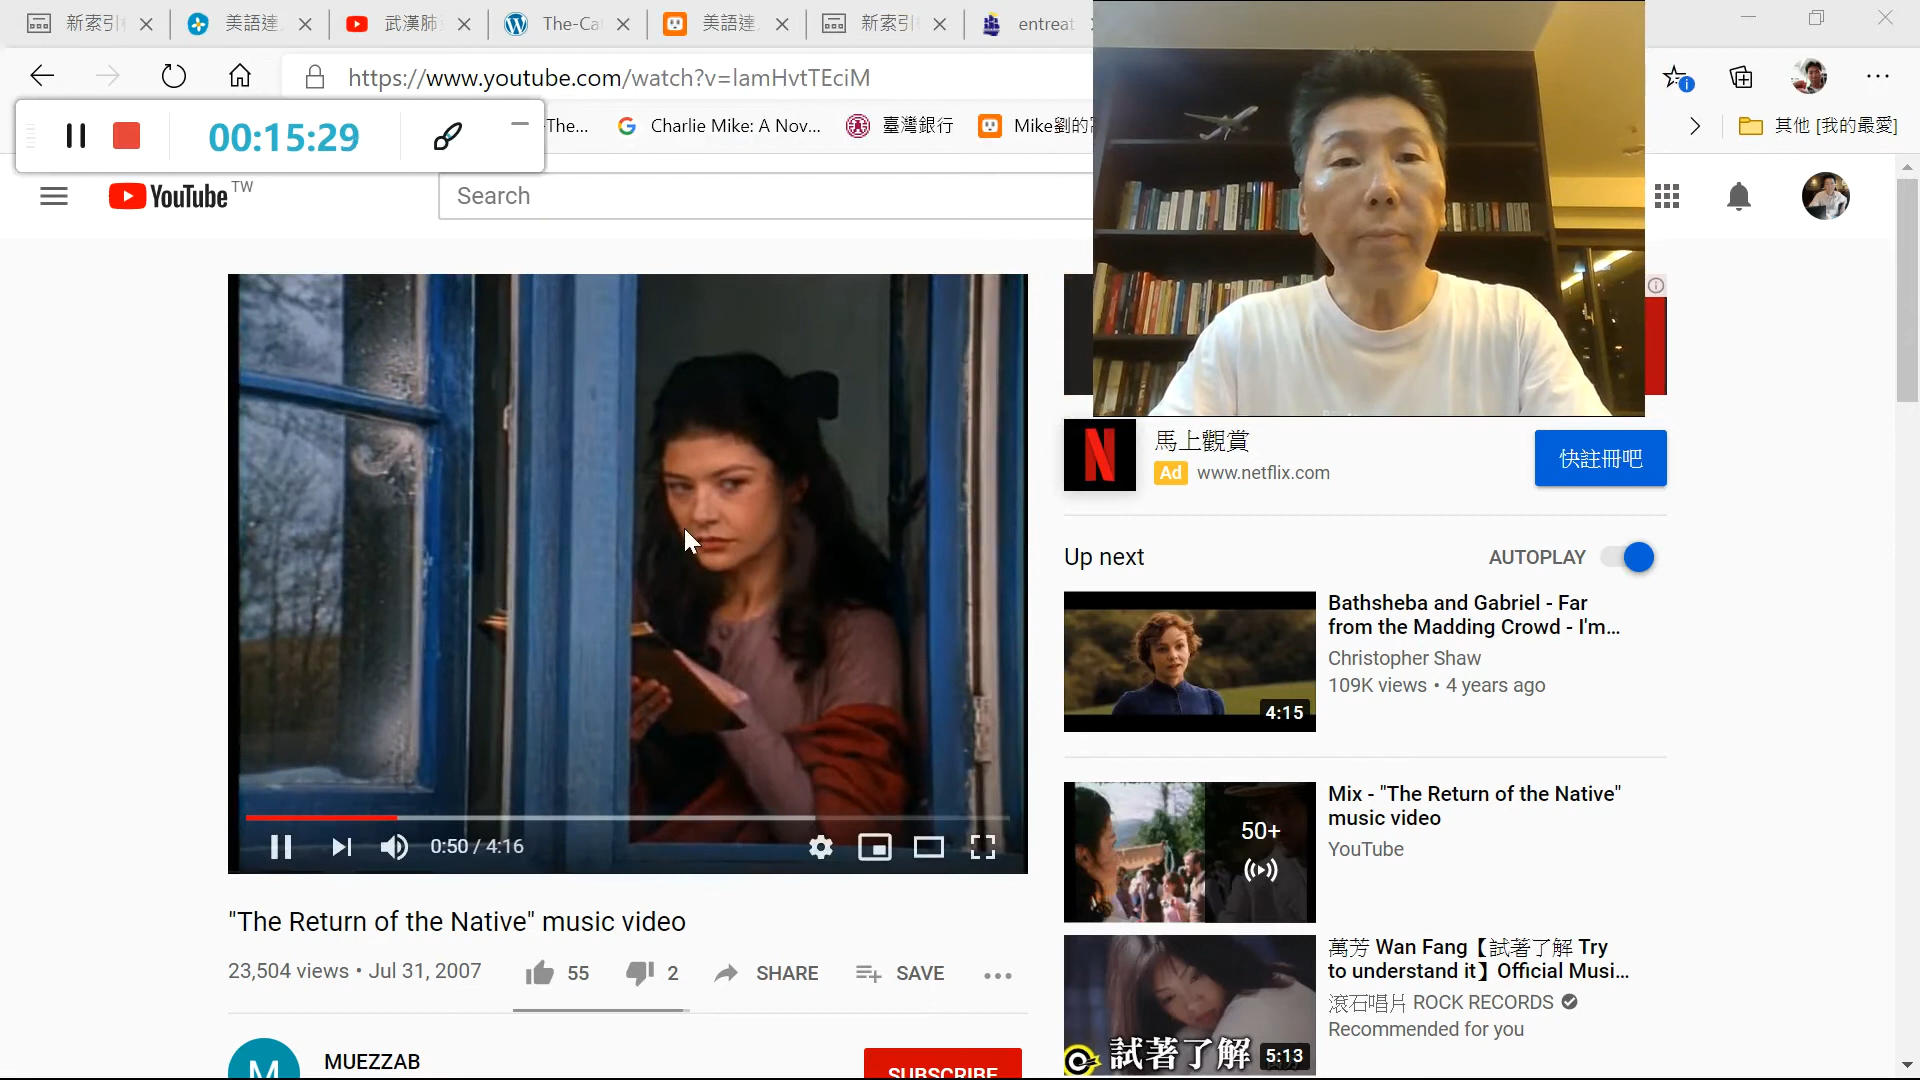 新索引
美語達
武漢肺
The-Ca
美語達
新索引
entreat
https://www.youtube.com/watch?v=lamHvtTEciM
00:15:29
-The...
Charlie Mike: A Nov...
臺灣銀行
Mike劉的
其他 [我的最愛]
YouTube TW
Search
馬上觀賞
Ad www.netflix.com
快註冊吧
Up next
AUTOPLAY
Bathsheba and Gabriel - Far
from the Madding Crowd - I'm...
Christopher Shaw
109K views • 4 years ago
4:15
Mix - "The Return of the Native"
music video
YouTube
50+
0:50 / 4:16
"The Return of the Native" music video
23,504 views • Jul 31, 2007
55
2
SHARE
SAVE
萬芳 Wan Fang【試著了解 Try
to understand it】Official Musi...
滾石唱片 ROCK RECORDS
Recommended for you
試著了解
5:13
M
MUEZZAB
SUBSCRIBE